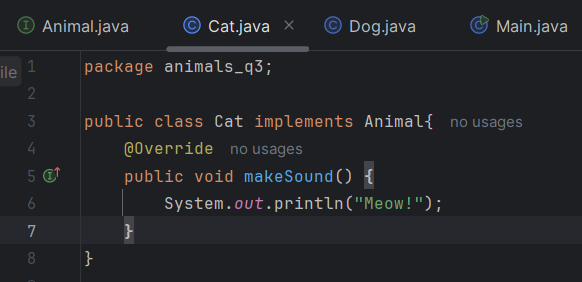 Animal.java Cat.java Dog.java Main.java
ile
1 package animals_q3;
2
3 public class Cat implements Animal{ no usages
4     @Override no usages
5     public void makeSound() {
6         System.out.println("Meow!");
7     }
8 }